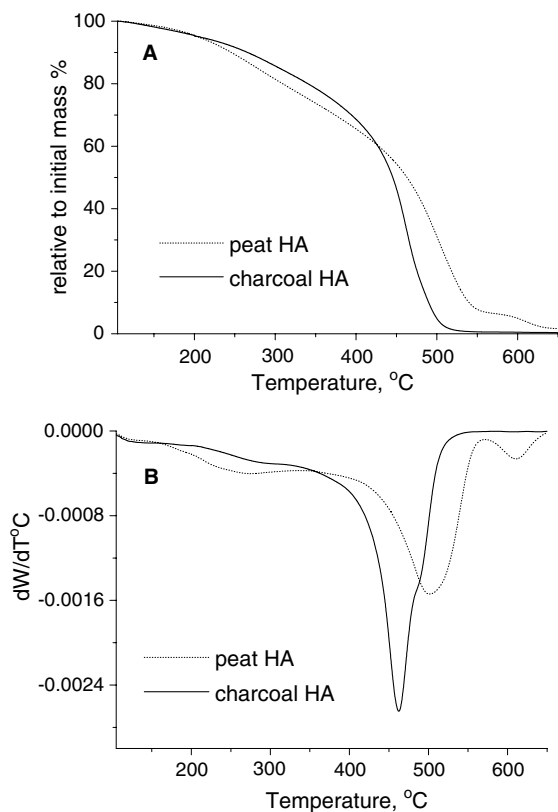 100
80
60
40
20
0
relative to initial mass %
A
peat HA
charcoal HA
200
300
400
500
600
Temperature, °C
0.0000
-0.0008
-0.0016
-0.0024
dW/dT°C
B
peat HA
charcoal HA
200
300
400
500
600
Temperature, °C